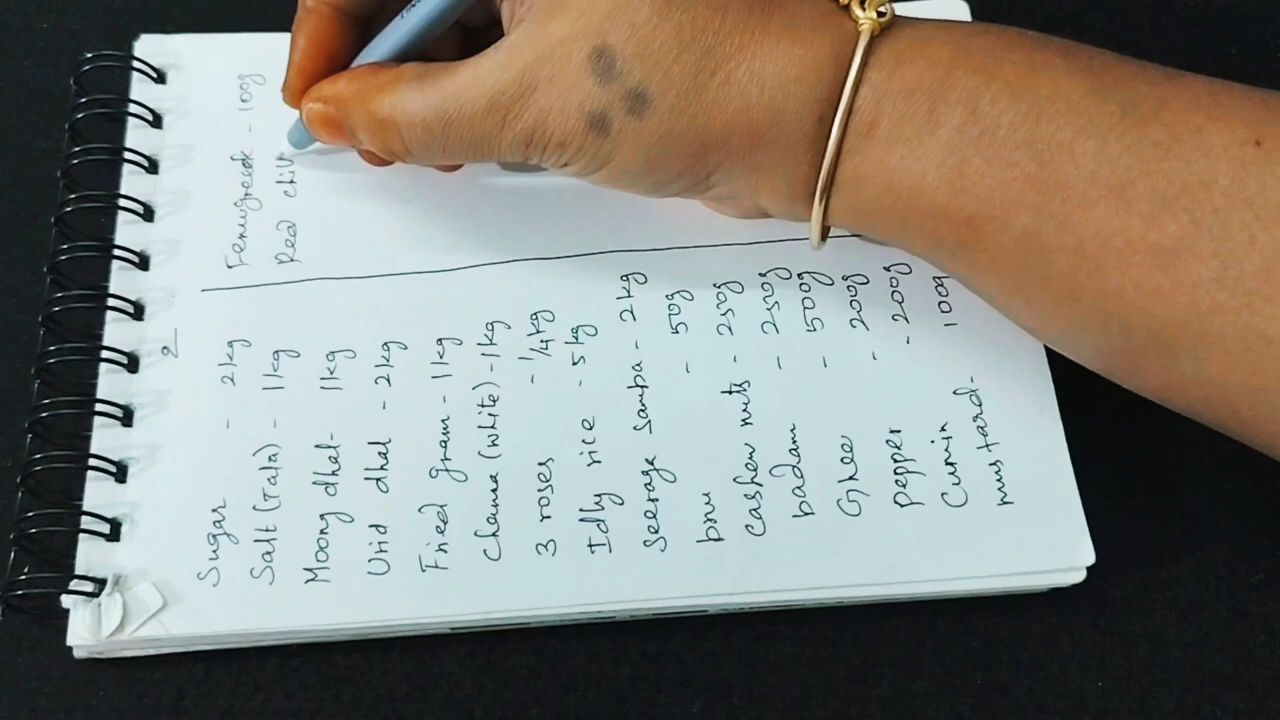 2
Sugar - 2kg
Salt (Tata) - 1kg
Moong dhal- 1kg
Urid dhal - 2kg
Fried gram - 1kg
Channa (white) - 1kg
3 roses - 1/4kg
Idly rice - 5kg
Seeraga samba - 2kg
bru - 50g
Cashew nuts - 250g
badam - 250g
Ghee - 500g
pepper - 200g
Cumin - 200g
mustard- 100g
Fenugreek - 100g
Red chill